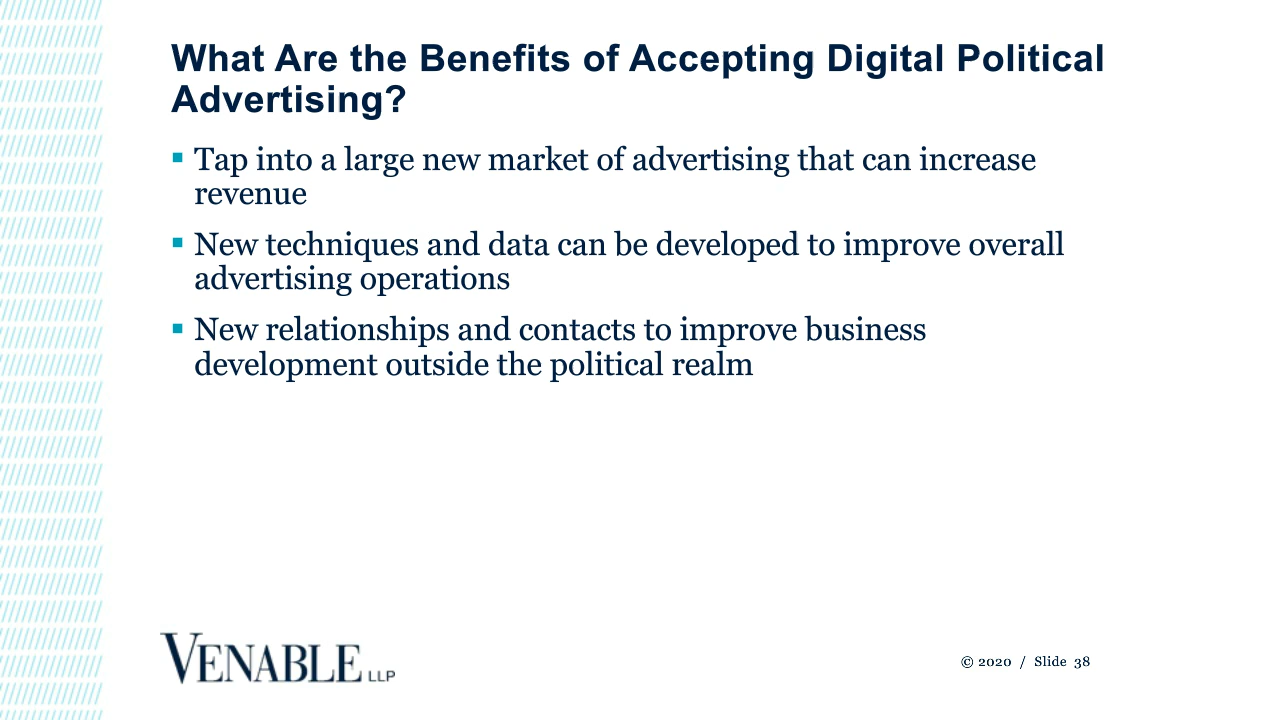 What Are the Benefits of Accepting Digital Political
Advertising?
▪ Tap into a large new market of advertising that can increase
revenue
▪ New techniques and data can be developed to improve overall
advertising operations
▪ New relationships and contacts to improve business
development outside the political realm
VENABLE LLP
© 2020 / Slide 38